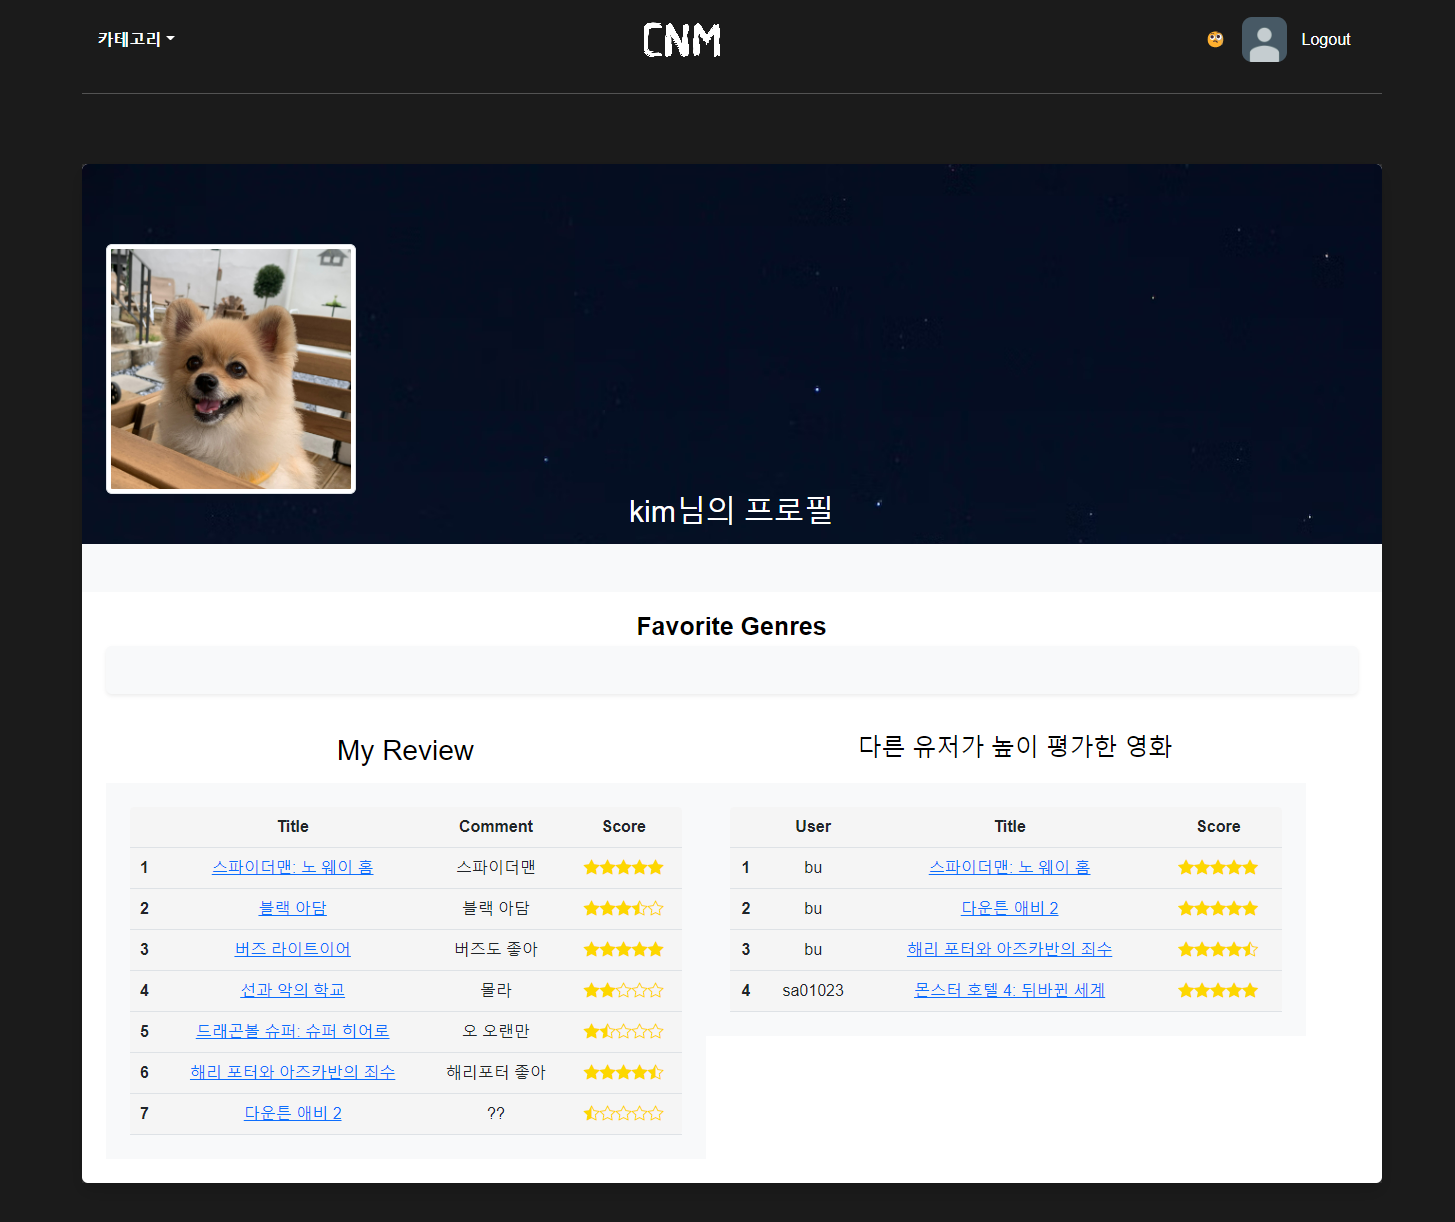 카테고리
CNM
Logout
kim님의 프로필
Favorite Genres
My Review
Title Comment Score
1 스파이더맨: 노 웨이 홈 스파이더맨
2 블랙 아담 블랙 아담
3 버즈 라이트이어 버즈도 좋아
4 선과 악의 학교 몰라
5 드래곤볼 슈퍼: 슈퍼 히어로 오 오랜만
6 해리 포터와 아즈카반의 죄수 해리포터 좋아
7 다운튼 애비 2 ??
다른 유저가 높이 평가한 영화
User Title Score
1 bu 스파이더맨: 노 웨이 홈
2 bu 다운튼 애비 2
3 bu 해리 포터와 아즈카반의 죄수
4 sa01023 몬스터 호텔 4: 뒤바뀐 세계